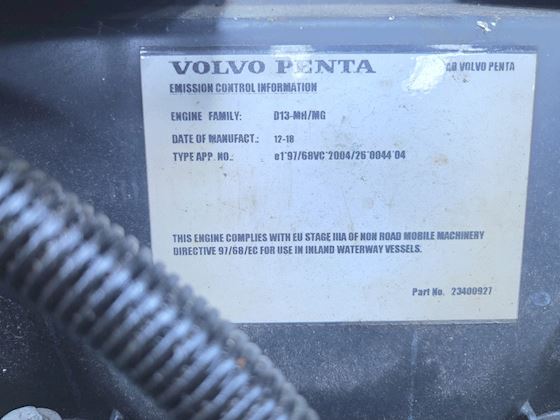 VOLVO PENTA
AB VOLVO PENTA
EMISSION CONTROL INFORMATION
ENGINE FAMILY: D13-MH/MG
DATE OF MANUFACT.: 12-18
TYPE APP. NO.: e1*97/68VC*2004/26*0044*04
THIS ENGINE COMPLIES WITH EU STAGE IIIA OF NON ROAD MOBILE MACHINERY
DIRECTIVE 97/68/EC FOR USE IN INLAND WATERWAY VESSELS.
Part No. 23400927